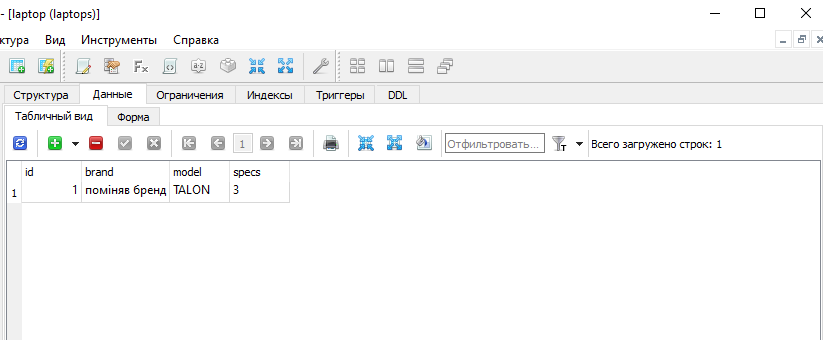 - [laptop (laptops)]
ктура Вид Инструменты Справка
Структура Данные Ограничения Индексы Триггеры DDL
Табличный вид Форма
1 Отфильтровать... Всего загружено строк: 1
id brand model specs
1 1 поміняв бренд TALON 3